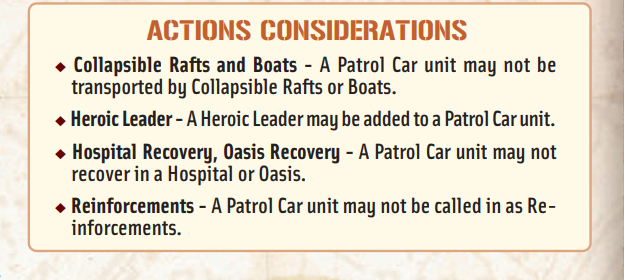 ACTIONS CONSIDERATIONS
◆ Collapsible Rafts and Boats - A Patrol Car unit may not be
transported by Collapsible Rafts or Boats.
◆ Heroic Leader - A Heroic Leader may be added to a Patrol Car unit.
◆ Hospital Recovery, Oasis Recovery - A Patrol Car unit may not
recover in a Hospital or Oasis.
◆ Reinforcements - A Patrol Car unit may not be called in as Re-
inforcements.